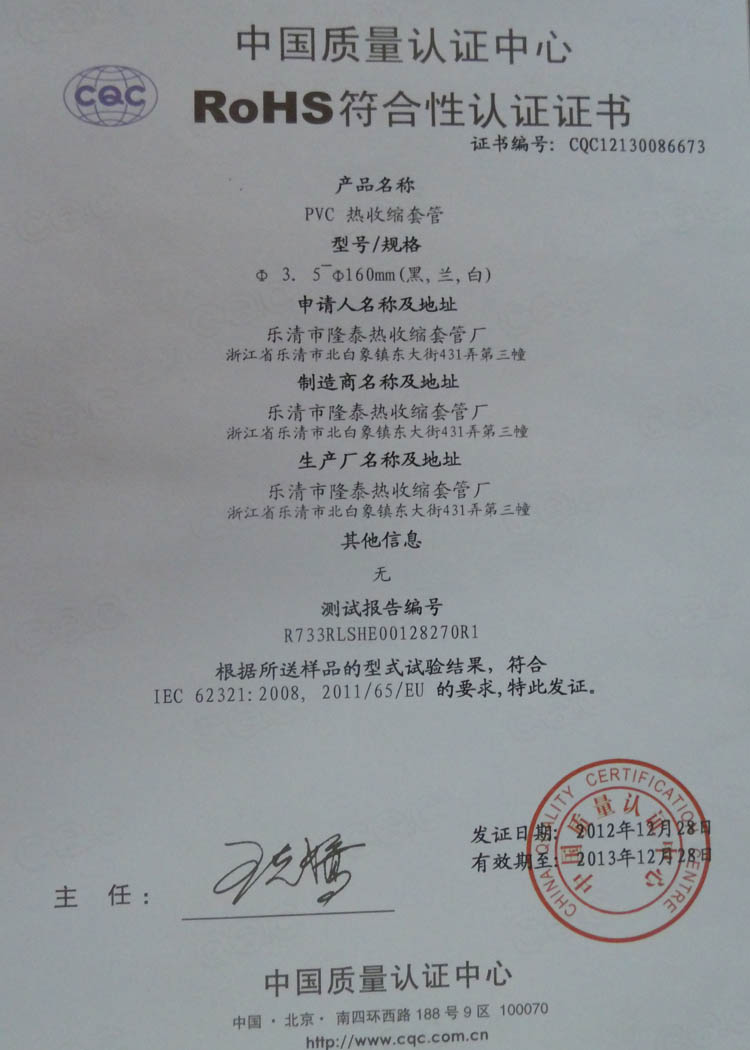 中国质量认证中心
CQC
RoHS符合性认证证书
证书编号: CQC12130086673
产品名称
PVC 热收缩套管
型号/规格
Φ 3. 5‾Φ160mm(黑,兰,白)
申请人名称及地址
乐清市隆泰热收缩套管厂
浙江省乐清市北白象镇东大街431弄第三幢
制造商名称及地址
乐清市隆泰热收缩套管厂
浙江省乐清市北白象镇东大街431弄第三幢
生产厂名称及地址
乐清市隆泰热收缩套管厂
浙江省乐清市北白象镇东大街431弄第三幢
其他信息
无
测试报告编号
R733RLSHE00128270R1
根据所送样品的型式试验结果, 符合
IEC 62321:2008, 2011/65/EU 的要求,特此发证。
发证日期: 2012年12月28日
有效期至: 2013年12月28日
CHINA QUALITY CERTIFICATION CENTRE
中国质量认证中心
主 任:
中国质量认证中心
中国·北京· 南四环西路 188 号 9 区 100070
http://www.cqc.com.cn